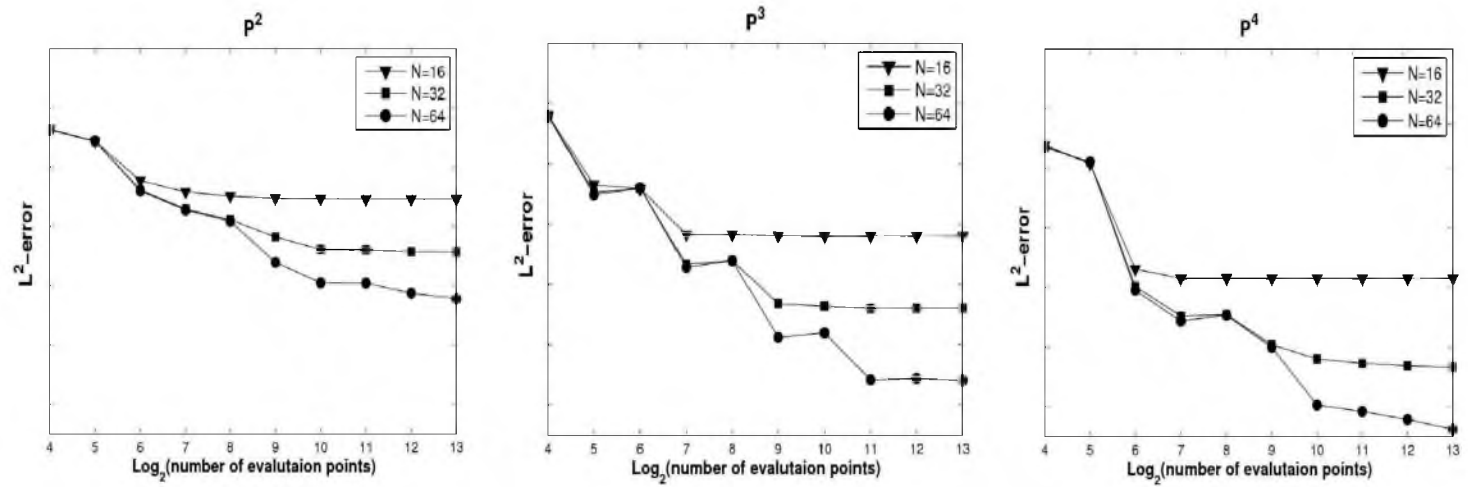 P²
L²−error
N=16
N=32
N=64
4 5 6 7 8 9 10 11 12 13
Log₂(number of evalutaion points)
P³
L²−error
N=16
N=32
N=64
4 5 6 7 8 9 10 11 12 13
Log₂(number of evalutaion points)
P⁴
L²−error
N=16
N=32
N=64
4 5 6 7 8 9 10 11 12 13
Log₂(number of evalutaion points)